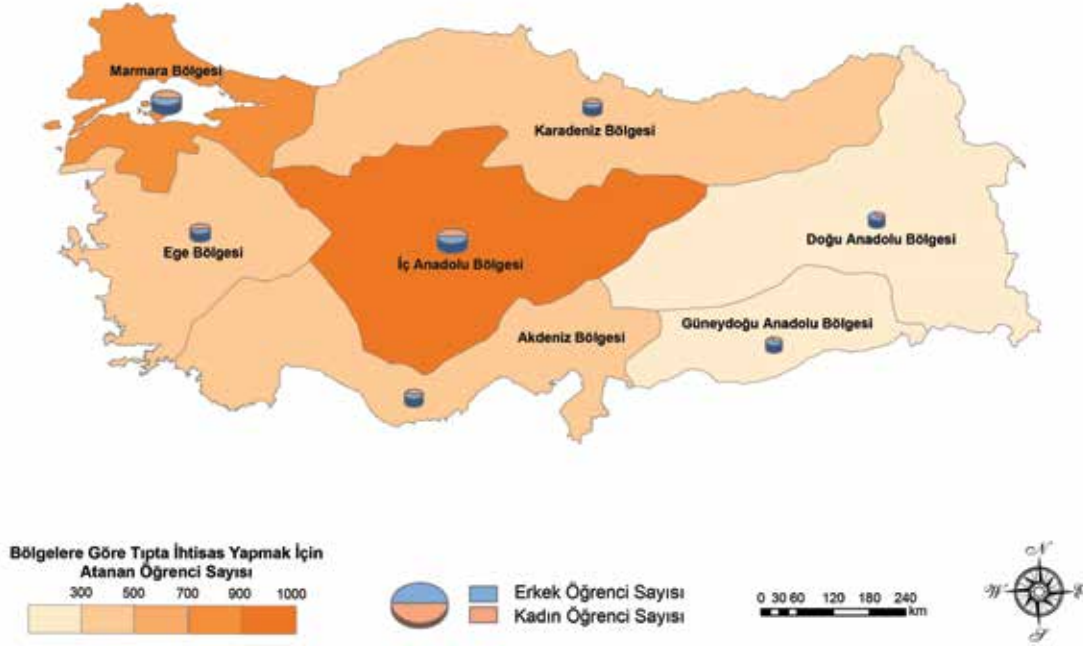 Marmara Bölgesi
Karadeniz Bölgesi
Ege Bölgesi
İç Anadolu Bölgesi
Doğu Anadolu Bölgesi
Güneydoğu Anadolu Bölgesi
Akdeniz Bölgesi
Bölgelere Göre Tıpta İhtisas Yapmak İçin
Atanan Öğrenci Sayısı
300 500 700 900 1000
Erkek Öğrenci Sayısı
Kadın Öğrenci Sayısı
0 30 60 120 180 240
km
N
W
S